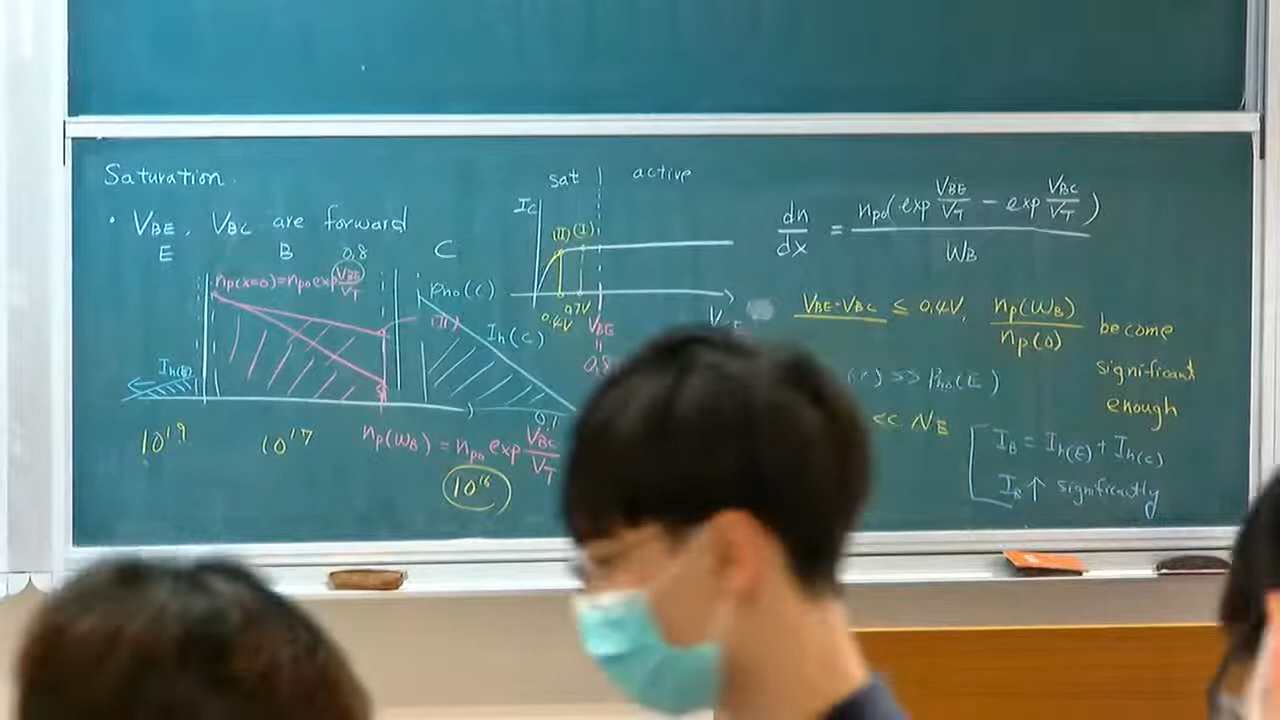 Saturation.
• VBE, VBC are forward
E B 0.8 C
np(x=0)=npo exp VBE/VT
Pno(C)
(II)
Ih(C)
Ih(E)
10^19 10^17
np(WB) = npo exp VBC/VT
10^16
0.1
sat active
IC
(II) (I)
0.4V 0.7V
VBE
=
0.8
dn/dx = npo(exp VBE/VT − exp VBC/VT) / WB
VBE-VBC ≤ 0.4V, np(WB)/np(0) become
significant
enough
(C) >> Pno(E)
<< NE
IB = Ih(E) + Ih(C)
IB ↑ significantly